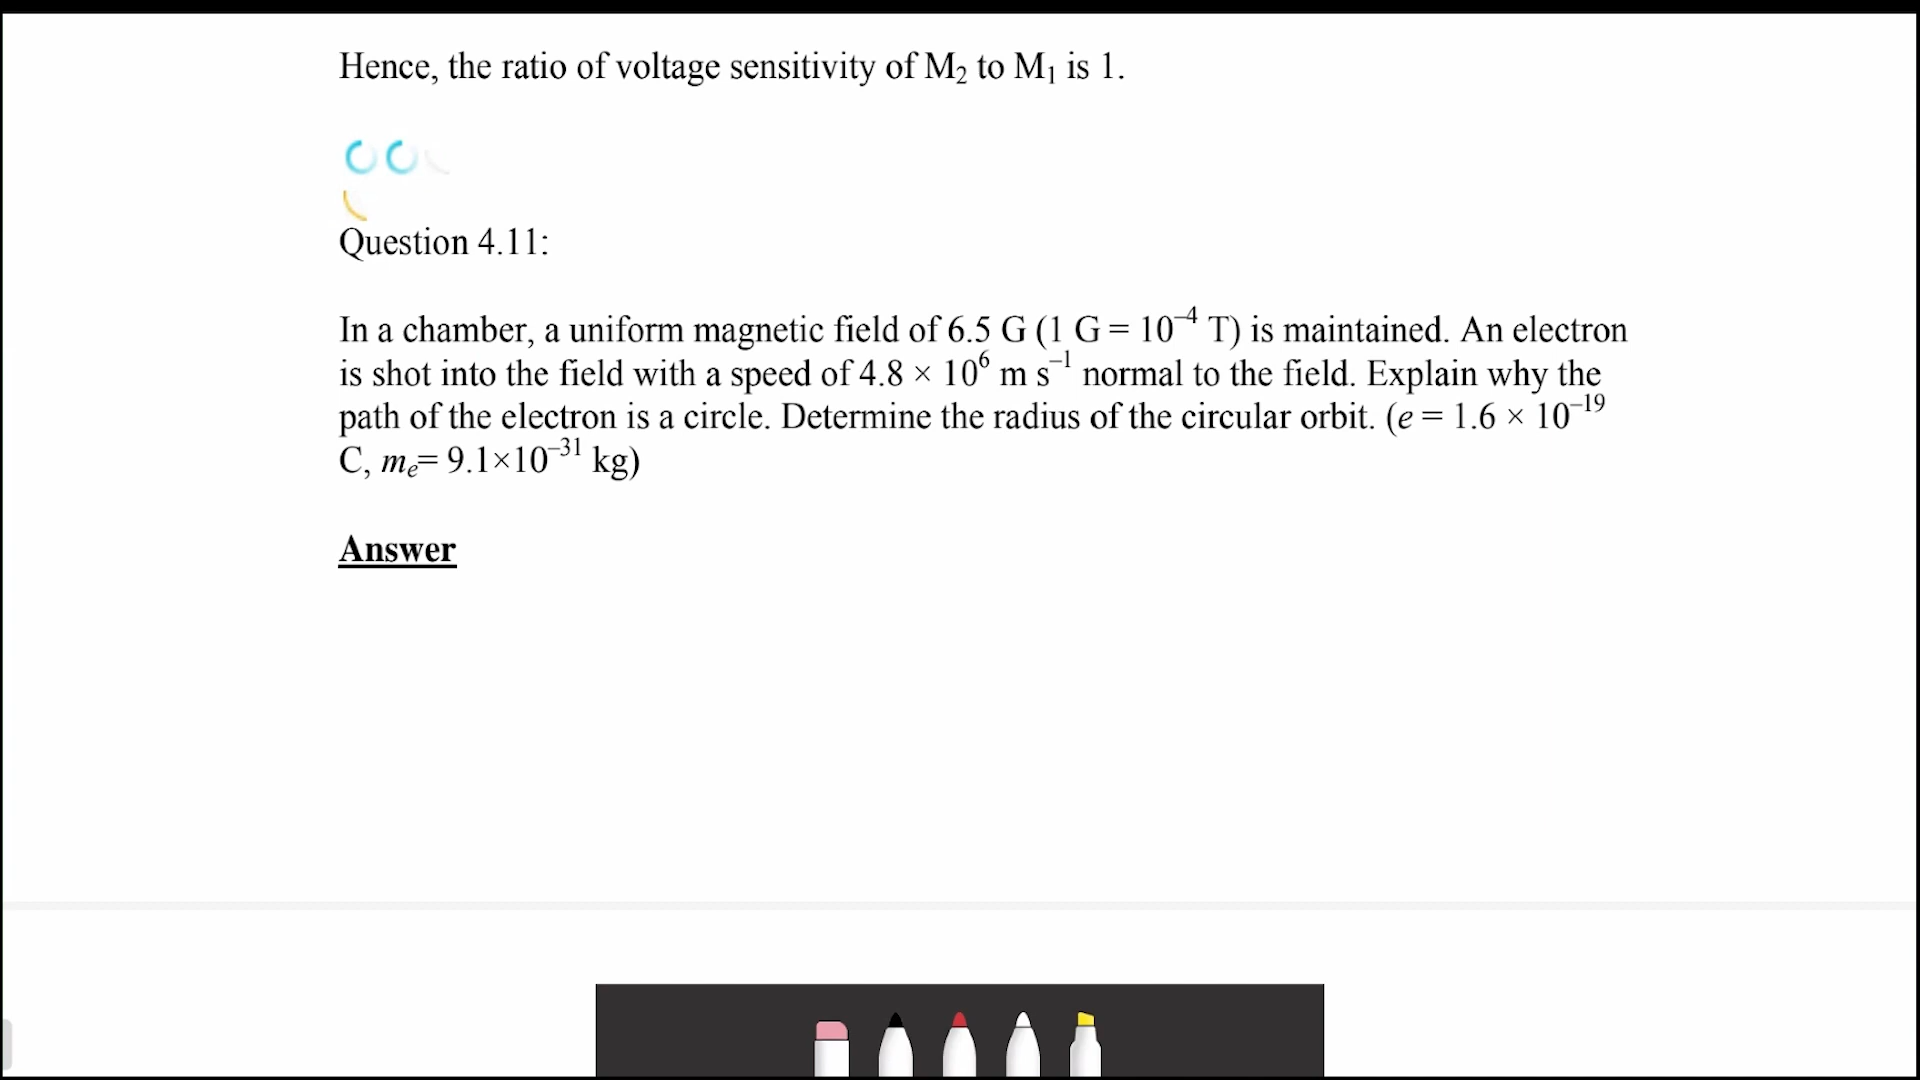 Hence, the ratio of voltage sensitivity of M₂ to M₁ is 1.
Question 4.11:
In a chamber, a uniform magnetic field of 6.5 G (1 G = 10⁻⁴ T) is maintained. An electron
is shot into the field with a speed of 4.8 × 10⁶ m s⁻¹ normal to the field. Explain why the
path of the electron is a circle. Determine the radius of the circular orbit. (e = 1.6 × 10⁻¹⁹
C, mₑ= 9.1×10⁻³¹ kg)
Answer